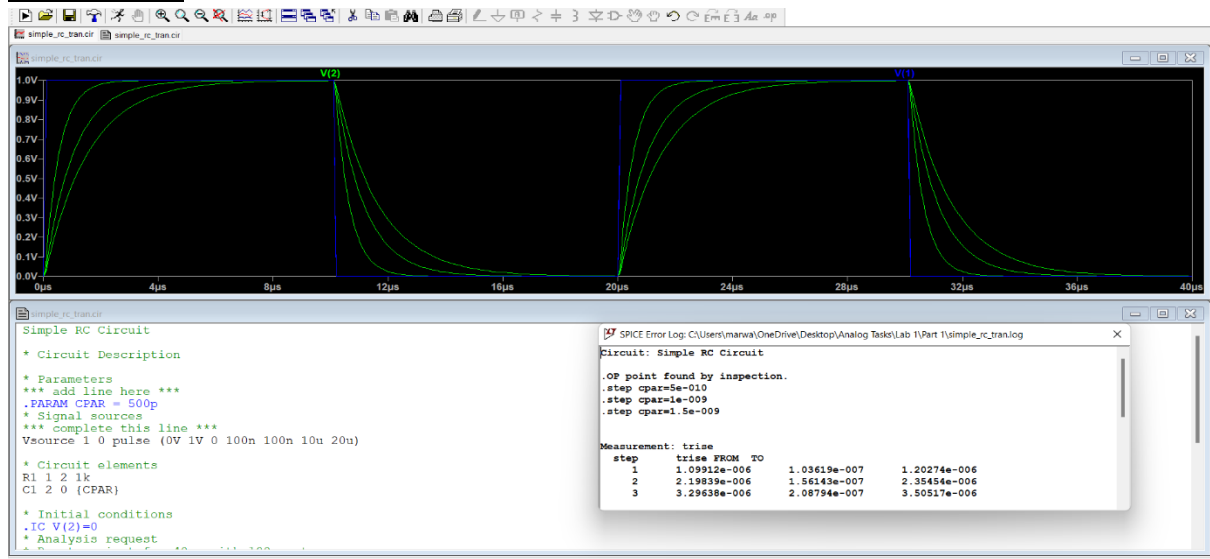 simple_rc_tran.cir simple_rc_tran.cir
simple_rc_tran.cir
V(2) V(1)
1.0V
0.9V
0.8V
0.7V
0.6V
0.5V
0.4V
0.3V
0.2V
0.1V
0.0V
0µs 4µs 8µs 12µs 16µs 20µs 24µs 28µs 32µs 36µs 40µs
simple_rc_tran.cir
Simple RC Circuit
* Circuit Description
* Parameters
*** add line here ***
.PARAM CPAR = 500p
* Signal sources
*** complete this line ***
Vsource 1 0 pulse (0V 1V 0 100n 100n 10u 20u)
* Circuit elements
R1 1 2 1k
C1 2 0 {CPAR}
* Initial conditions
.IC V(2)=0
* Analysis request
SPICE Error Log: C:\Users\marwa\OneDrive\Desktop\Analog Tasks\Lab 1\Part 1\simple_rc_tran.log
Circuit: Simple RC Circuit
.OP point found by inspection.
.step cpar=5e-010
.step cpar=1e-009
.step cpar=1.5e-009
Measurement: trise
step trise FROM TO
1 1.09912e-006 1.03619e-007 1.20274e-006
2 2.19839e-006 1.56143e-007 2.35454e-006
3 3.29638e-006 2.08794e-007 3.50517e-006